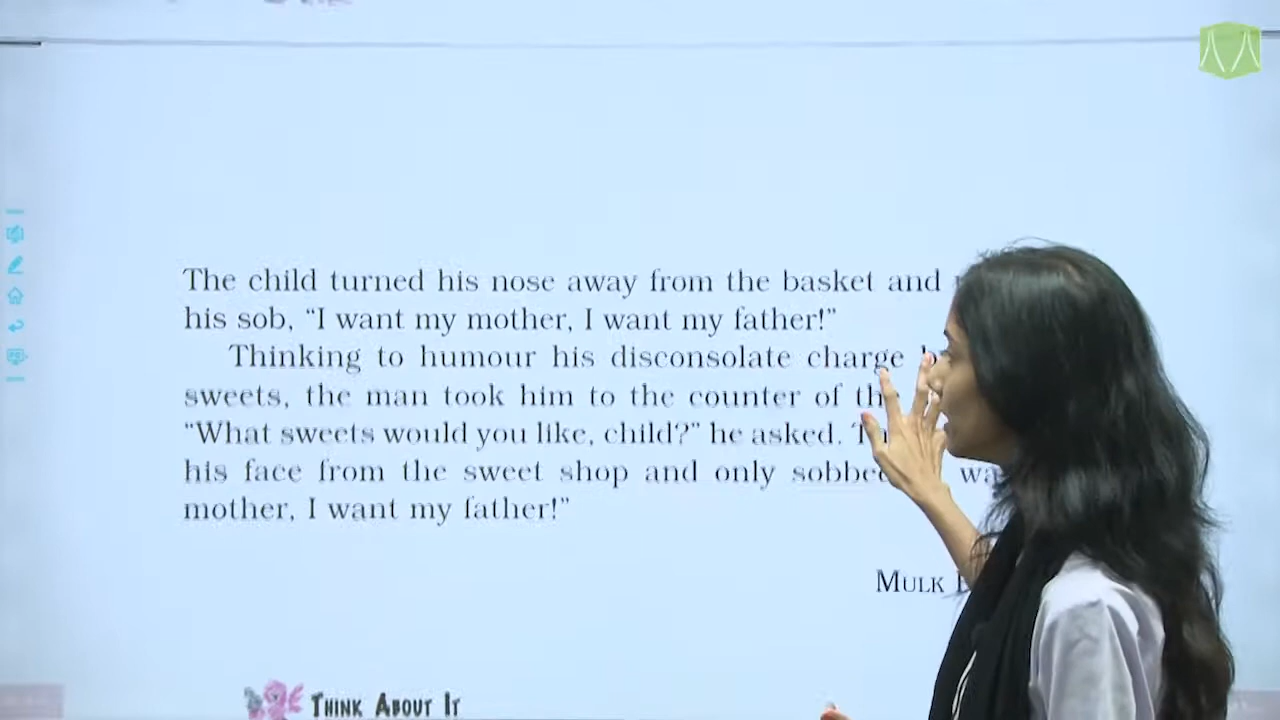 The child turned his nose away from the basket and
his sob, “I want my mother, I want my father!”
Thinking to humour his disconsolate charge
sweets, the man took him to the counter of
“What sweets would you like, child?” he asked.
his face from the sweet shop and only
mother, I want my father!”
MULK
THINK ABOUT IT